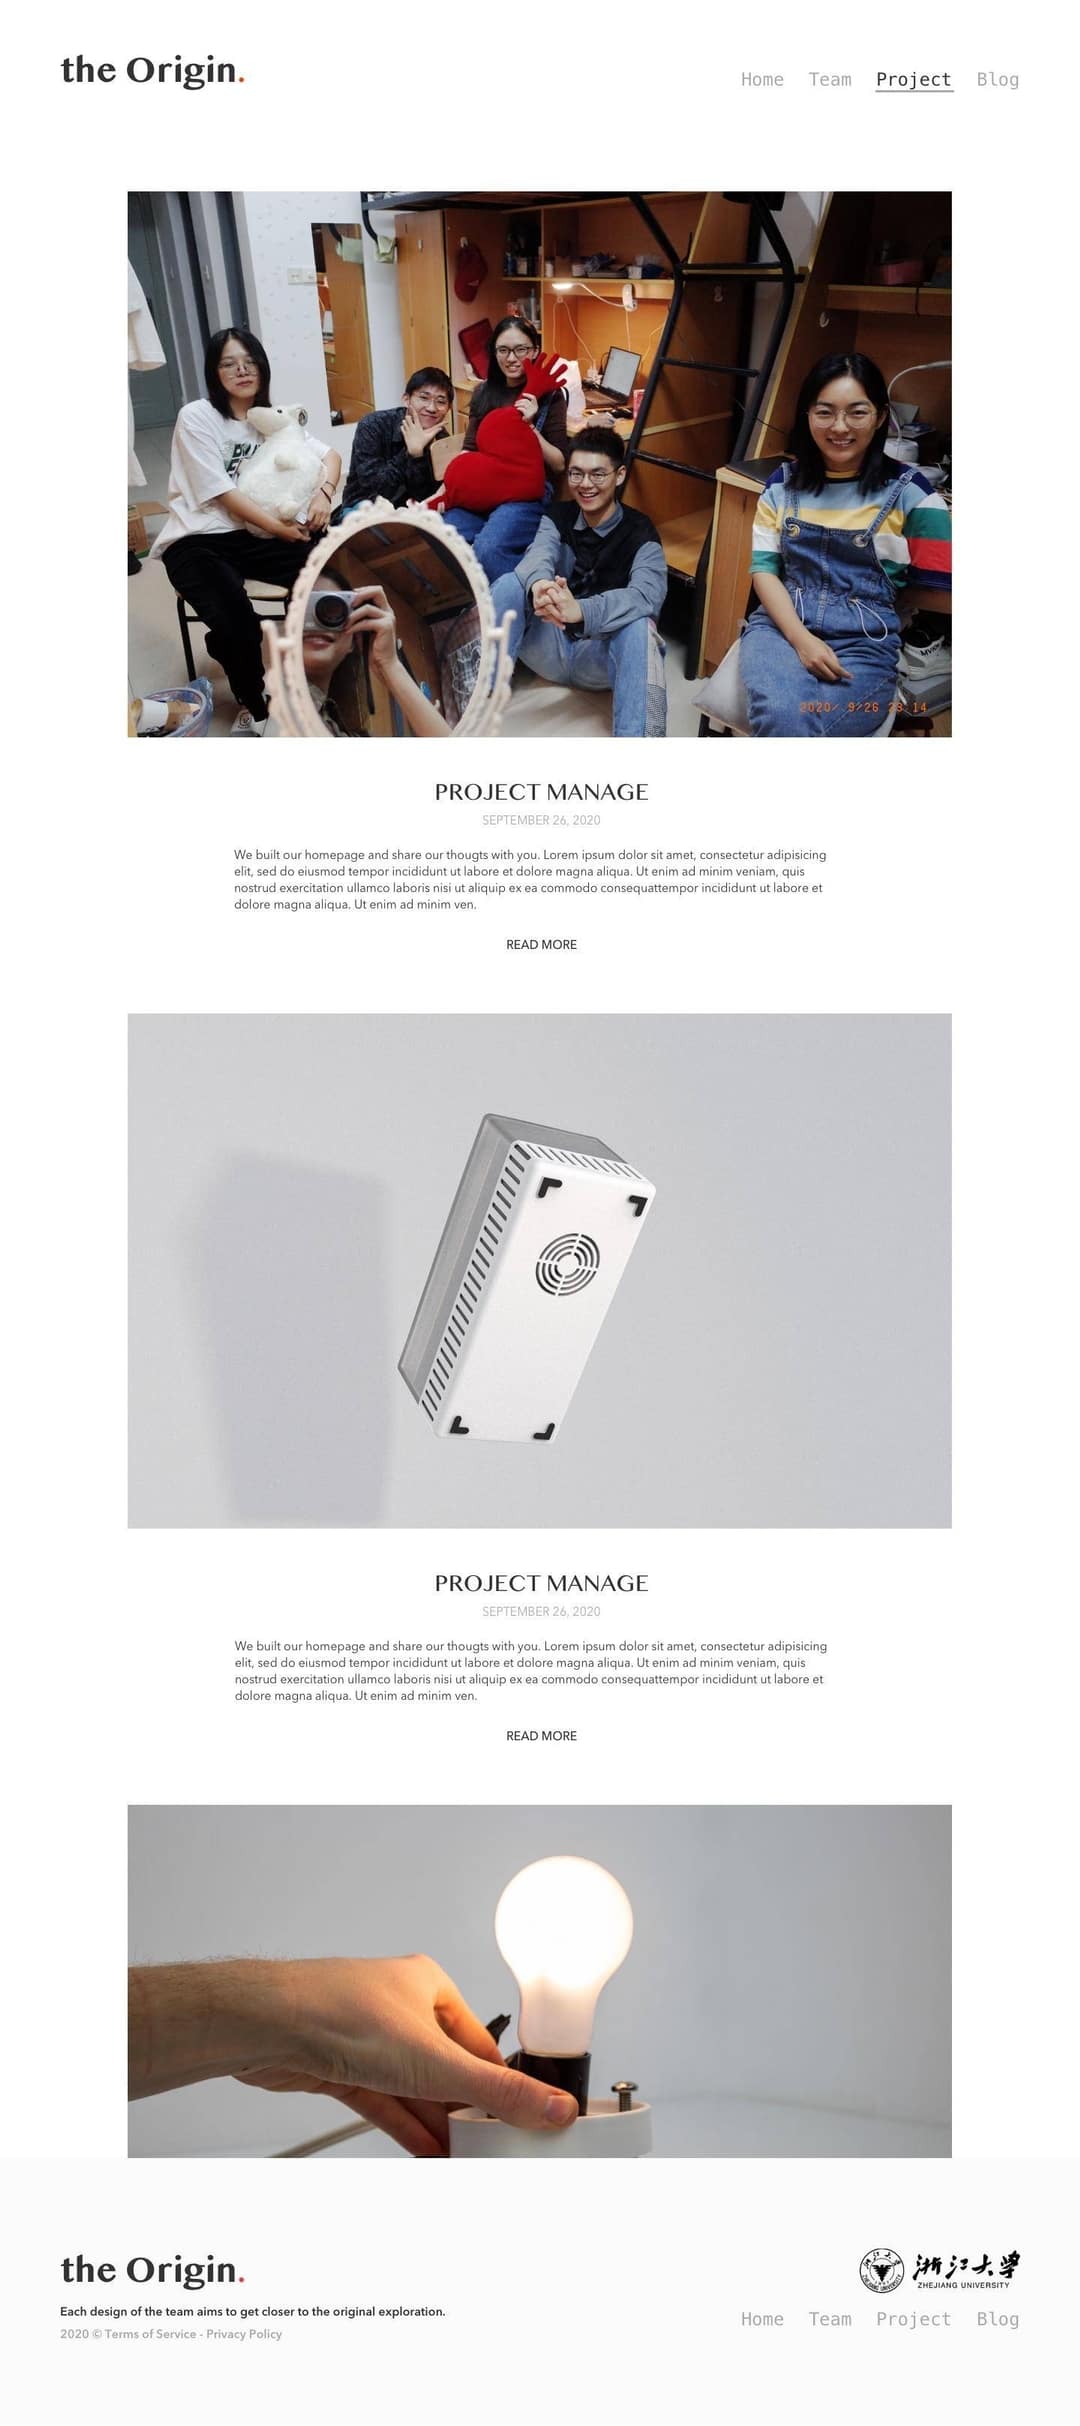 the Origin.
Home Team Project Blog
2020/ 9/26 23:14
PROJECT MANAGE
SEPTEMBER 26, 2020
We built our homepage and share our thougts with you. Lorem ipsum dolor sit amet, consectetur adipisicing
elit, sed do eiusmod tempor incididunt ut labore et dolore magna aliqua. Ut enim ad minim veniam, quis
nostrud exercitation ullamco laboris nisi ut aliquip ex ea commodo consequattempor incididunt ut labore et
dolore magna aliqua. Ut enim ad minim ven.
READ MORE
PROJECT MANAGE
SEPTEMBER 26, 2020
We built our homepage and share our thougts with you. Lorem ipsum dolor sit amet, consectetur adipisicing
elit, sed do eiusmod tempor incididunt ut labore et dolore magna aliqua. Ut enim ad minim veniam, quis
nostrud exercitation ullamco laboris nisi ut aliquip ex ea commodo consequattempor incididunt ut labore et
dolore magna aliqua. Ut enim ad minim ven.
READ MORE
the Origin.
浙江大学
ZHEJIANG UNIVERSITY
Each design of the team aims to get closer to the original exploration.
2020 © Terms of Service - Privacy Policy
Home Team Project Blog